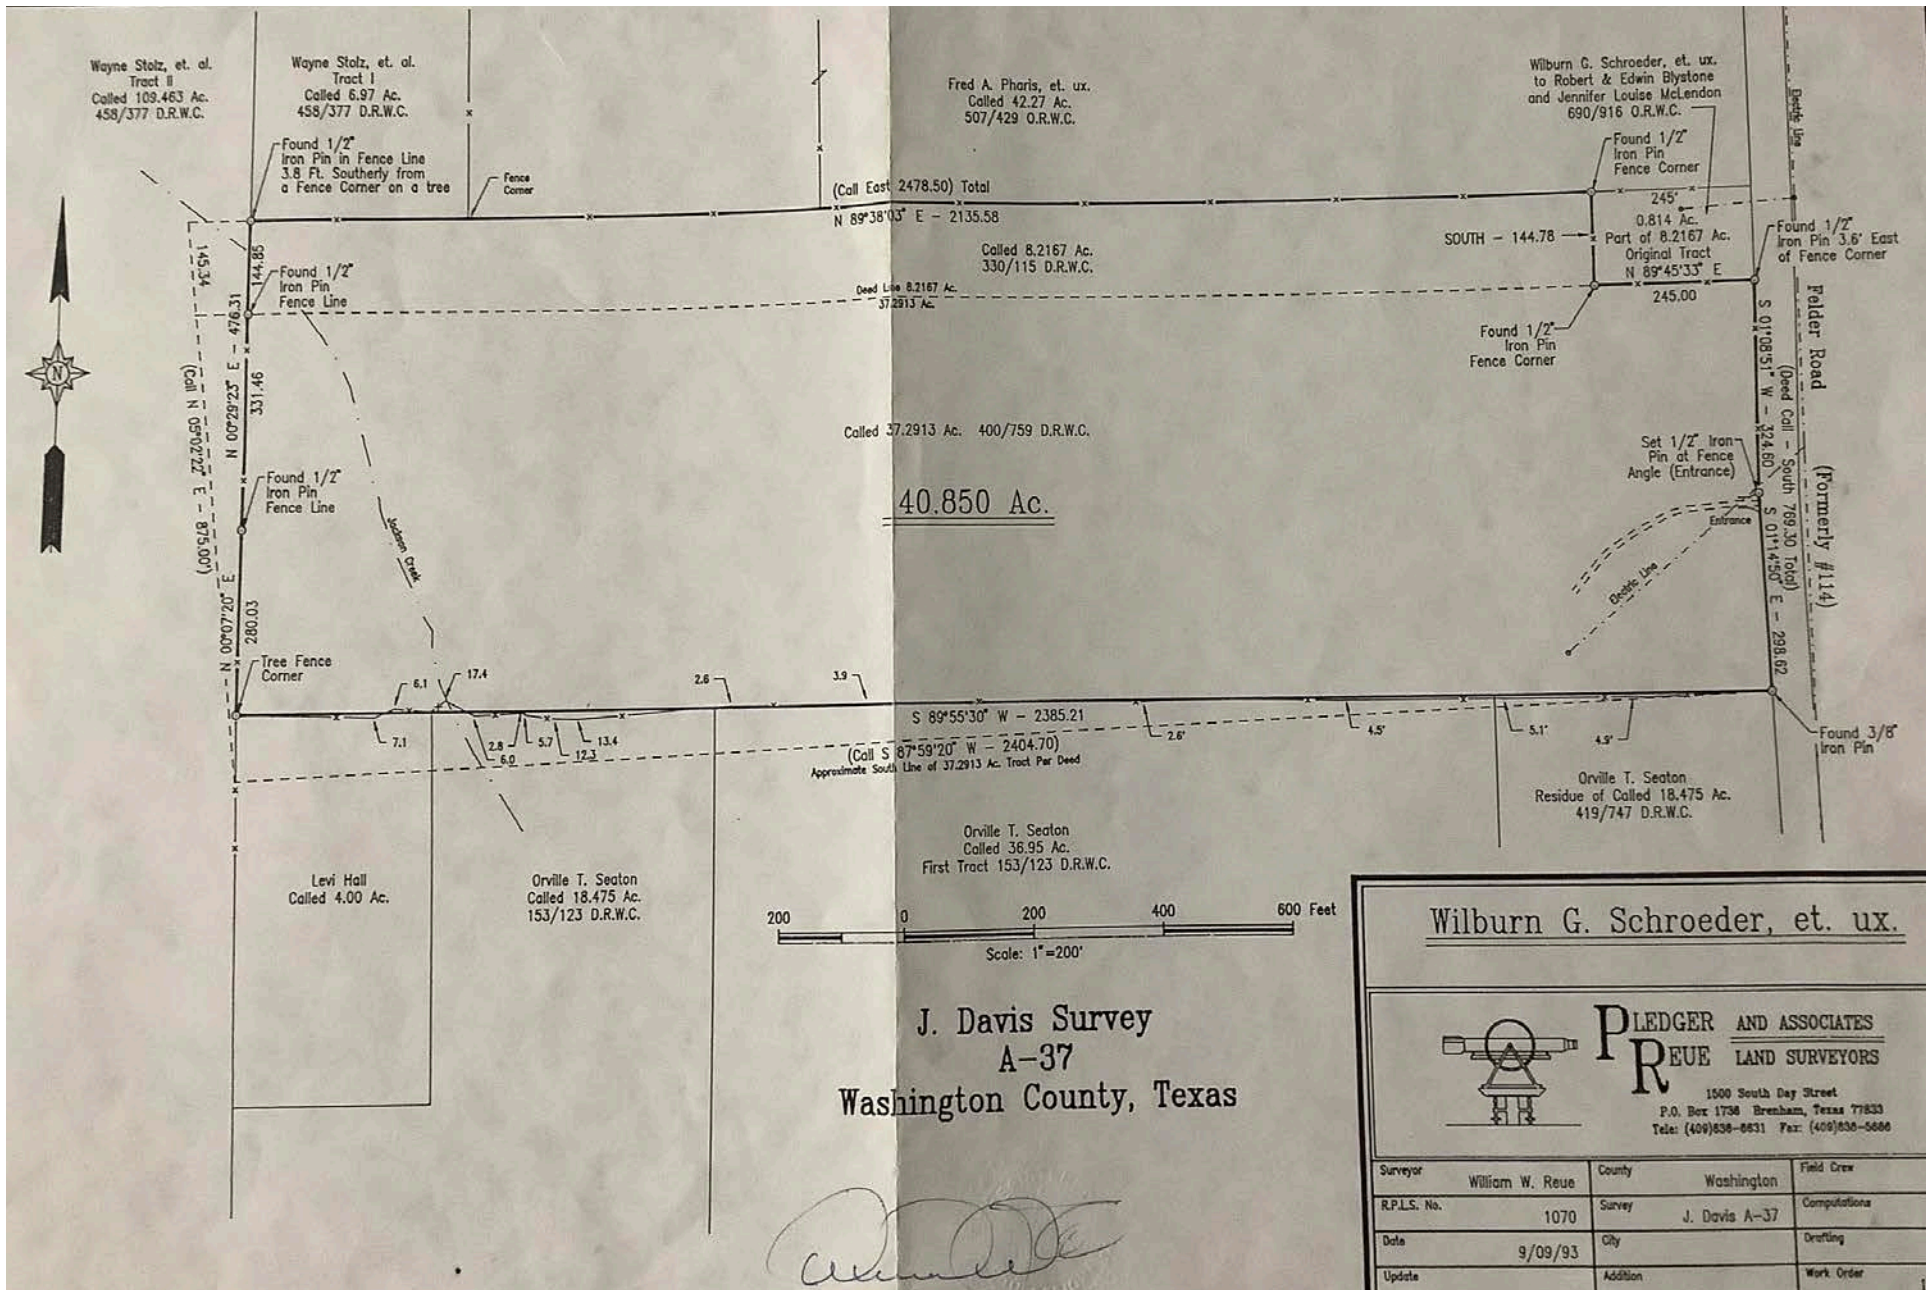 Wayne Stolz, et. al.
Tract II
Called 109.463 Ac.
458/377 D.R.W.C.
Wayne Stolz, et. al.
Tract I
Called 6.97 Ac.
458/377 D.R.W.C.
Fred A. Pharis, et. ux.
Called 42.27 Ac.
507/429 O.R.W.C.
Wilburn G. Schroeder, et. ux.
to Robert & Edwin Blystone
and Jennifer Louise McLendon
690/916 O.R.W.C.
Electric Line
Found 1/2"
Iron Pin in Fence Line
3.8 Ft. Southerly from
a Fence Corner on a tree
Fence
Corner
Found 1/2"
Iron Pin
Fence Corner
(Call East 2478.50) Total
N 89°38'03" E - 2135.58
245'
0.814 Ac.
Part of 8.2167 Ac.
Original Tract
N 89°45'33" E
245.00
SOUTH - 144.78
Found 1/2"
Iron Pin 3.6' East
of Fence Corner
Called 8.2167 Ac.
330/115 D.R.W.C.
145.34
144.85
Found 1/2"
Iron Pin
Fence Line
Deed Line 8.2167 Ac.
37.2913 Ac.
Found 1/2"
Iron Pin
Fence Corner
N 00°29'23" E - 476.31
331.46
(Call N 05°02'22" E - 875.00')
S 01°08'51" W - 324.60
(Deed Call - South 769.30 Total)
Felder Road
(Formerly #114)
Called 37.2913 Ac. 400/759 D.R.W.C.
Set 1/2" Iron
Pin at Fence
Angle (Entrance)
Found 1/2"
Iron Pin
Fence Line
40.850 Ac.
Jackson Creek
Entrance
Electric Line
S 01°14'50" E - 298.62
N 00°07'20" E
280.03
Tree Fence
Corner
6.1
17.4
2.6
3.9
S 89°55'30" W - 2385.21
7.1
2.8
6.0
5.7
12.3
13.4
2.6'
4.5'
5.1'
4.9'
(Call S 87°59'20" W - 2404.70)
Approximate South Line of 37.2913 Ac. Tract Per Deed
Found 3/8"
Iron Pin
Orville T. Seaton
Residue of Called 18.475 Ac.
419/747 D.R.W.C.
Orville T. Seaton
Called 36.95 Ac.
First Tract 153/123 D.R.W.C.
Levi Hall
Called 4.00 Ac.
Orville T. Seaton
Called 18.475 Ac.
153/123 D.R.W.C.
200 0 200 400 600 Feet
Scale: 1"=200'
N
J. Davis Survey
A-37
Washington County, Texas
Wilburn G. Schroeder, et. ux.
PLEDGER AND ASSOCIATES
REUE LAND SURVEYORS
1500 South Day Street
P.O. Box 1736 Brenham, Texas 77833
Tele: (409)836-6631 Fax: (409)836-5686
Surveyor William W. Reue County Washington Field Crew
R.P.L.S. No. 1070 Survey J. Davis A-37 Computations
Date 9/09/93 City Drafting
Update Addition Work Order